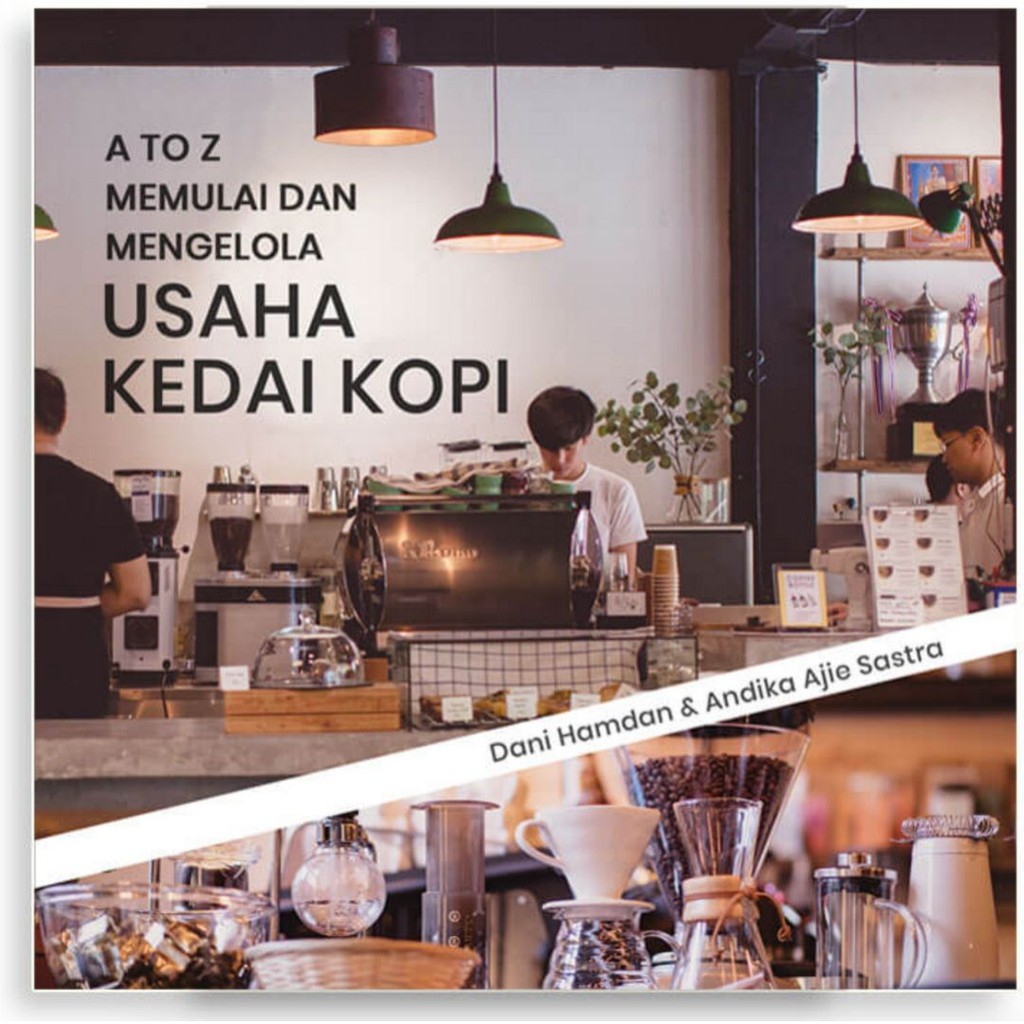 A TO Z
MEMULAI DAN
MENGELOLA
USAHA
KEDAI KOPI
Dani Hamdan & Andika Ajie Sastra